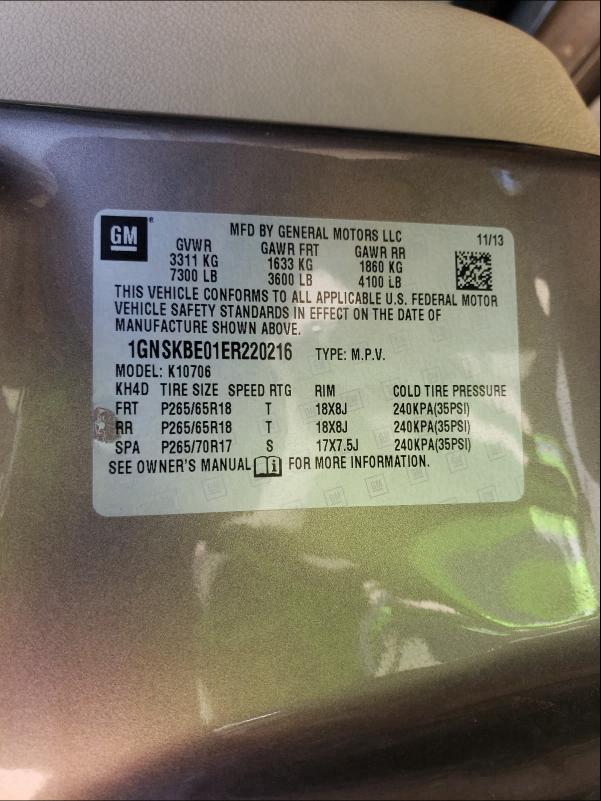 GM
MFD BY GENERAL MOTORS LLC 11/13
GVWR GAWR FRT GAWR RR
3311 KG 1633 KG 1860 KG
7300 LB 3600 LB 4100 LB
THIS VEHICLE CONFORMS TO ALL APPLICABLE U.S. FEDERAL MOTOR
VEHICLE SAFETY STANDARDS IN EFFECT ON THE DATE OF
MANUFACTURE SHOWN ABOVE.
1GNSKBE01ER220216 TYPE: M.P.V.
MODEL: K10706
KH4D TIRE SIZE SPEED RTG RIM COLD TIRE PRESSURE
FRT P265/65R18 T 18X8J 240KPA(35PSI)
RR P265/65R18 T 18X8J 240KPA(35PSI)
SPA P265/70R17 S 17X7.5J 240KPA(35PSI)
SEE OWNER'S MANUAL FOR MORE INFORMATION.